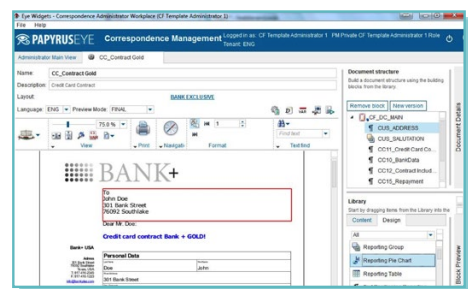 Eye Widgets - Correspondence Administrator Workplace (CF Template Administrator 1)
File Help
PAPYRUSEYE Correspondence Management
Logged in as: CF Template Administrator 1 PM Private CF Template Administrator 1 Role
Tenant: ENG
Administrator Main View CC_Contract Gold
Name CC_Contract Gold
Description Credit Card Contract
Layout: BANK EXCLUSIVE
Language: ENG Preview Mode: FINAL
75.0 % 1
Find text
View Print Navigati Format Textfind
BANK+
To
John Doe
301 Bank Street
76092 Southlake
Dear Mr. Doe:
Credit card contract Bank + GOLD!
Bank+ USA
Personal Data
Doe John
301 Bank Street
Document structure
Build a document structure using the building
blocks from the library.
Remove block New version
CF_DC_MAIN
CUS_ADDRESS
CUS_SALUTATION
CC11_Credit Card Co...
CC10_BankData
CC12_Contract Includ...
CC15_Repayment
Library
Start by dragging items from the Library into the
Content Design
All
Reporting Group
Reporting Pie Chart
Reporting Table
Document Details
Block Preview